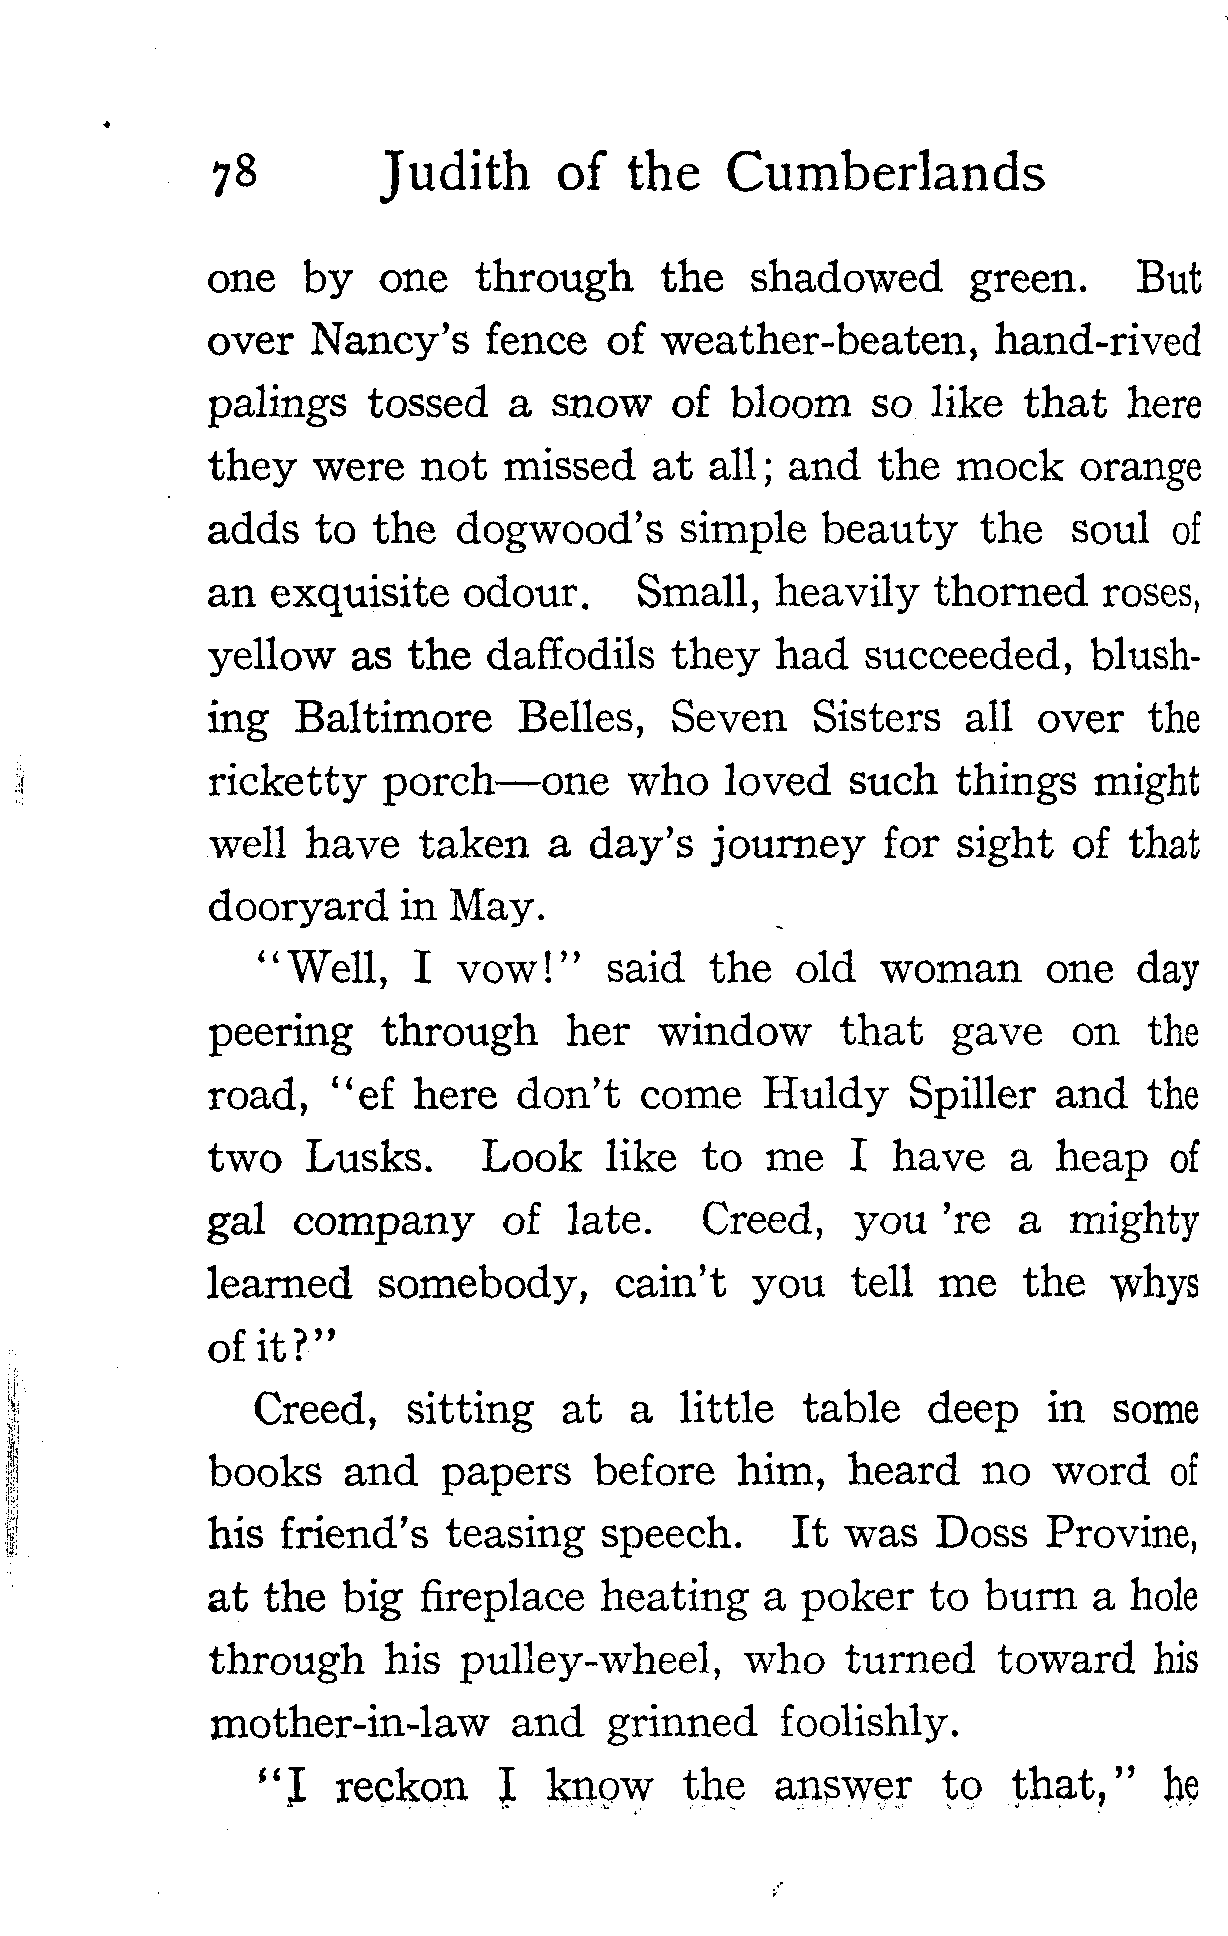 78 Judith of the Cumberlands
one by one through the shadowed green. But
over Nancy's fence of weather-beaten, hand-rived
palings tossed a snow of bloom so like that here
they were not missed at all; and the mock orange
adds to the dogwood's simple beauty the soul of
an exquisite odour. Small, heavily thorned roses,
yellow as the daffodils they had succeeded, blush-
ing Baltimore Belles, Seven Sisters all over the
ricketty porch—one who loved such things might
well have taken a day's journey for sight of that
dooryard in May.
"Well, I vow!" said the old woman one day
peering through her window that gave on the
road, "ef here don't come Huldy Spiller and the
two Lusks. Look like to me I have a heap of
gal company of late. Creed, you 're a mighty
learned somebody, cain't you tell me the whys
of it?"
Creed, sitting at a little table deep in some
books and papers before him, heard no word of
his friend's teasing speech. It was Doss Provine,
at the big fireplace heating a poker to burn a hole
through his pulley-wheel, who turned toward his
mother-in-law and grinned foolishly.
"I reckon I know the answer to that," he